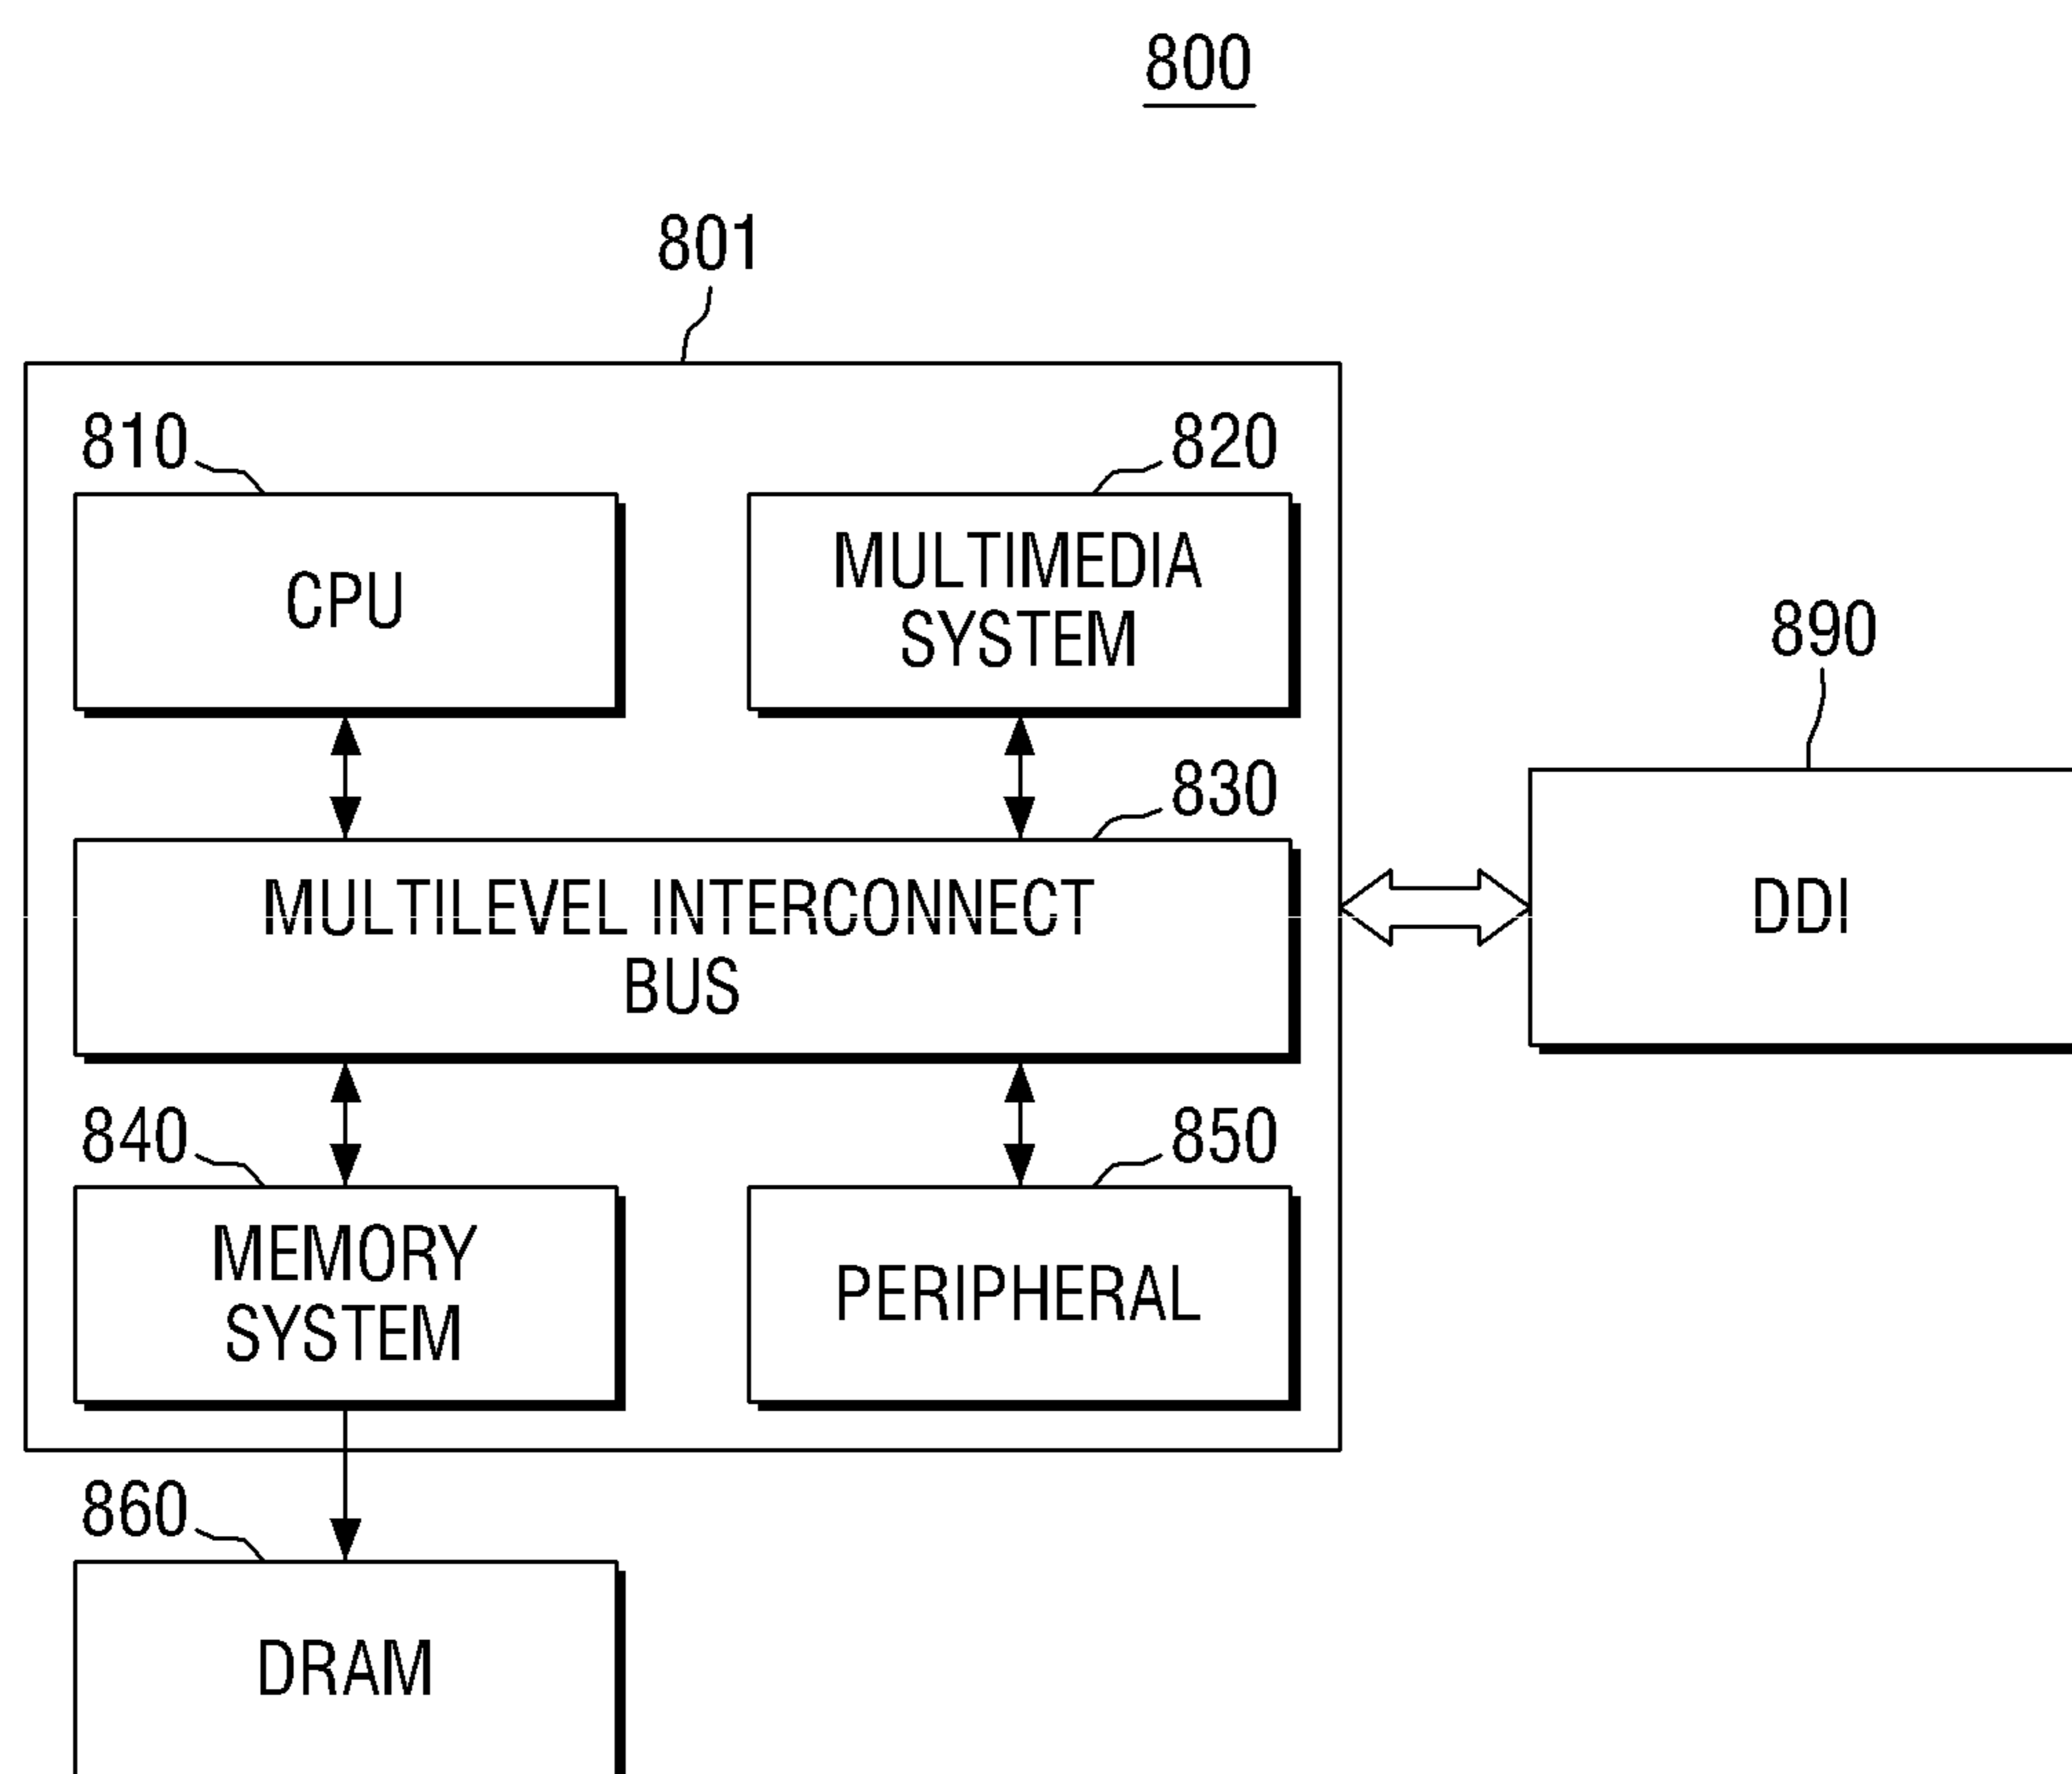 800
801
810
820
CPU
MULTIMEDIA
SYSTEM
890
830
MULTILEVEL INTERCONNECT
BUS
DDI
840
850
MEMORY
SYSTEM
PERIPHERAL
860
DRAM